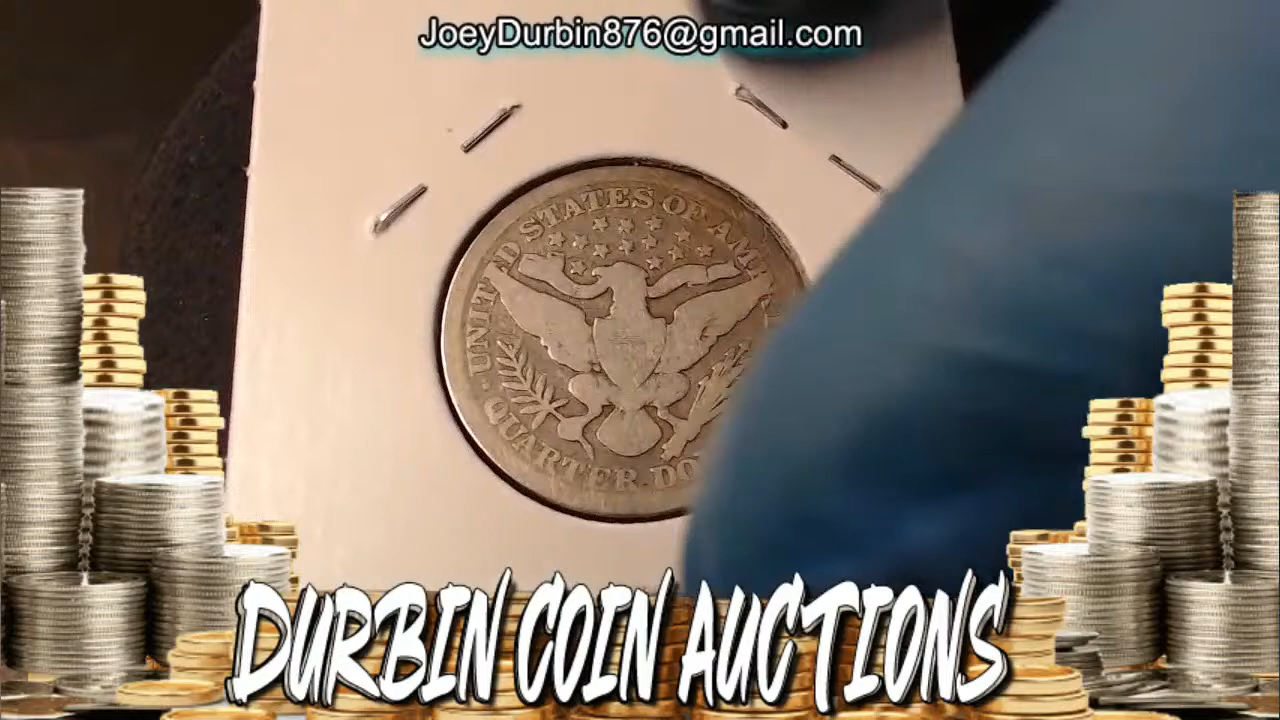 JoeyDurbin876@gmail.com
UNITED STATES OF AM
QUARTER DO
DURBIN COIN AUCTIONS